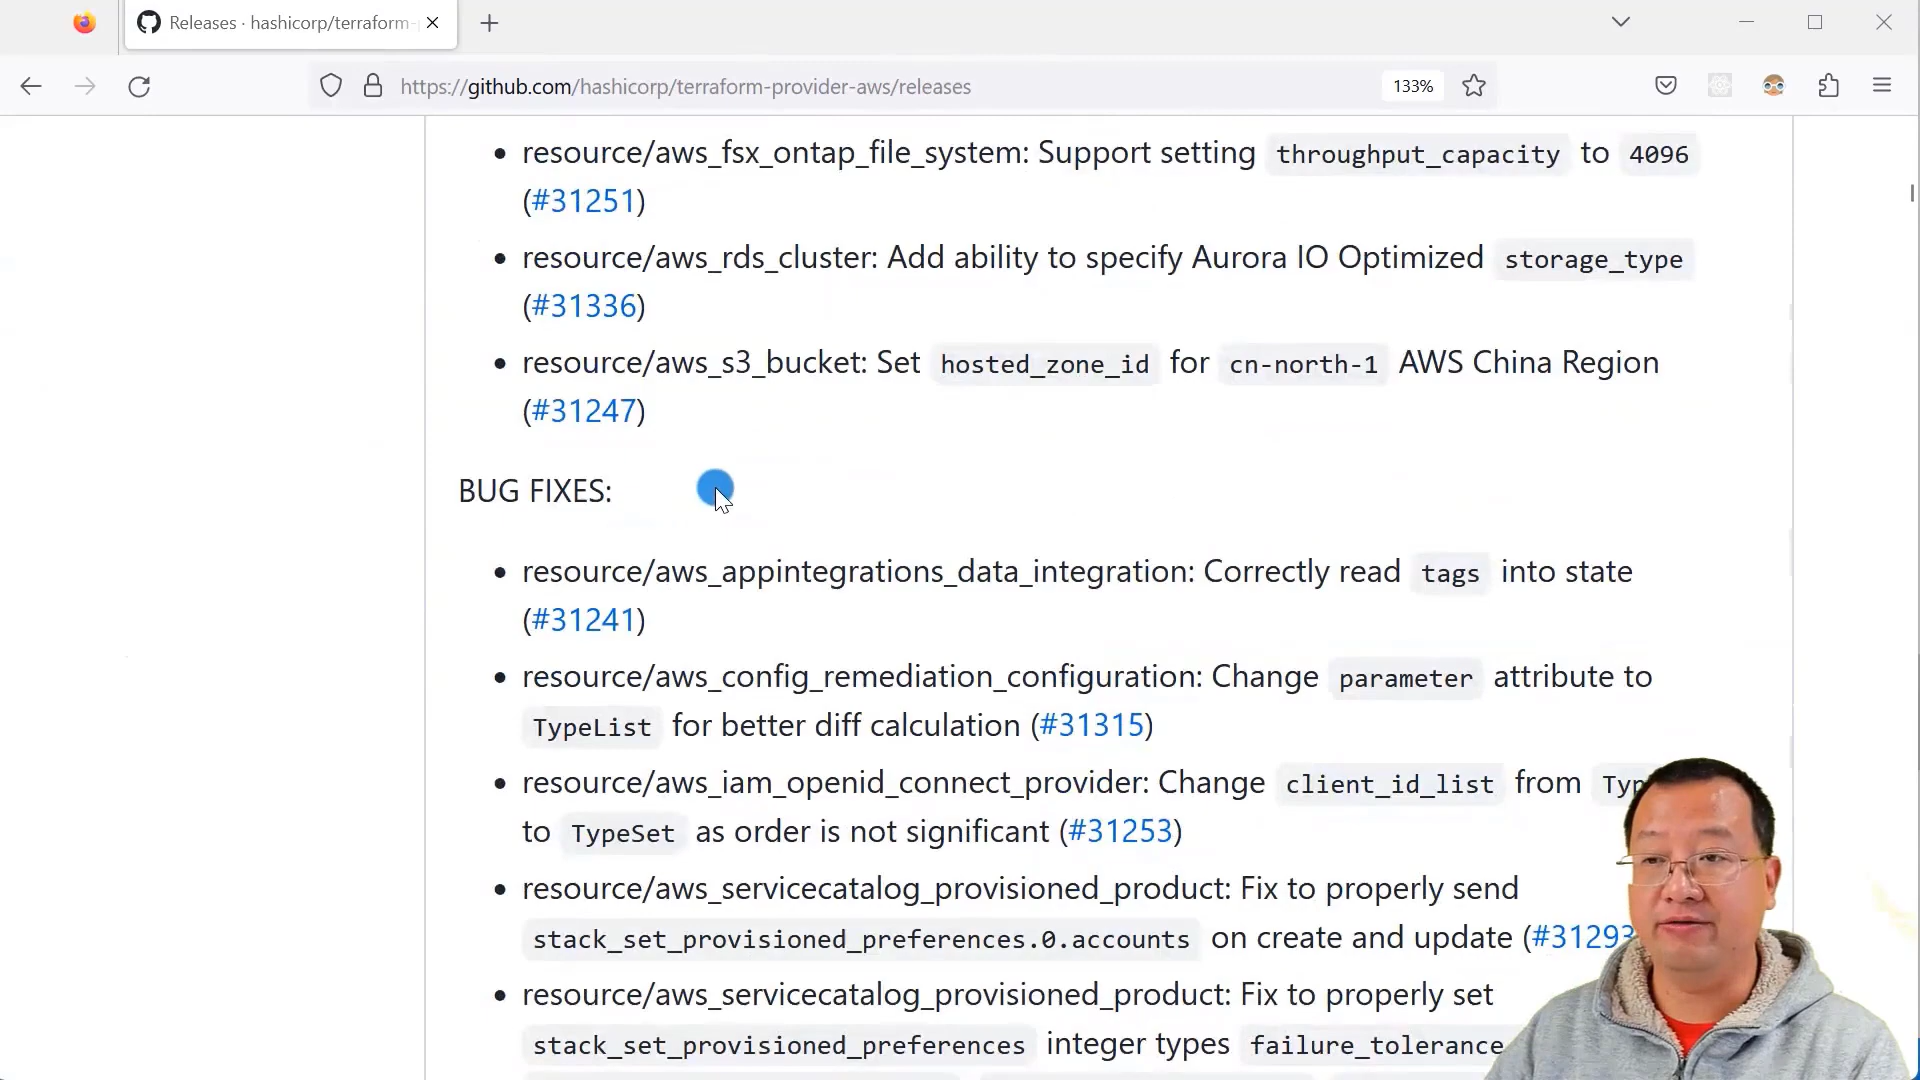 Releases · hashicorp/terraform-
https://github.com/hashicorp/terraform-provider-aws/releases
133%
• resource/aws_fsx_ontap_file_system: Support setting throughput_capacity to 4096
(#31251)
• resource/aws_rds_cluster: Add ability to specify Aurora IO Optimized storage_type
(#31336)
• resource/aws_s3_bucket: Set hosted_zone_id for cn-north-1 AWS China Region
(#31247)
BUG FIXES:
• resource/aws_appintegrations_data_integration: Correctly read tags into state
(#31241)
• resource/aws_config_remediation_configuration: Change parameter attribute to
TypeList for better diff calculation (#31315)
• resource/aws_iam_openid_connect_provider: Change client_id_list from
to TypeSet as order is not significant (#31253)
• resource/aws_servicecatalog_provisioned_product: Fix to properly send
stack_set_provisioned_preferences.0.accounts on create and update (#31293
• resource/aws_servicecatalog_provisioned_product: Fix to properly set
stack_set_provisioned_preferences integer types failure_tolerance